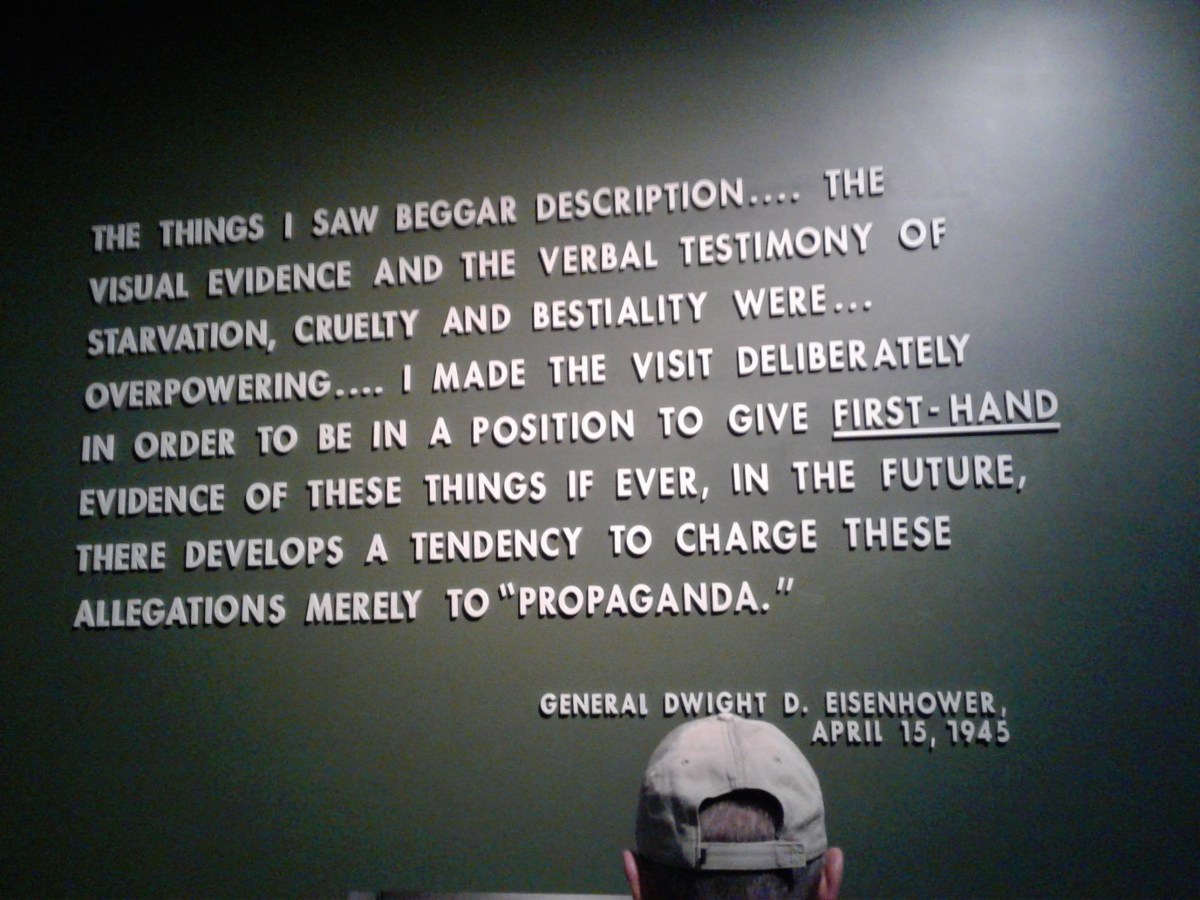 THE THINGS I SAW BEGGAR DESCRIPTION.... THE
VISUAL EVIDENCE AND THE VERBAL TESTIMONY OF
STARVATION, CRUELTY AND BESTIALITY WERE...
OVERPOWERING.... I MADE THE VISIT DELIBERATELY
IN ORDER TO BE IN A POSITION TO GIVE FIRST-HAND
EVIDENCE OF THESE THINGS IF EVER, IN THE FUTURE,
THERE DEVELOPS A TENDENCY TO CHARGE THESE
ALLEGATIONS MERELY TO "PROPAGANDA."
GENERAL DWIGHT D. EISENHOWER,
APRIL 15, 1945